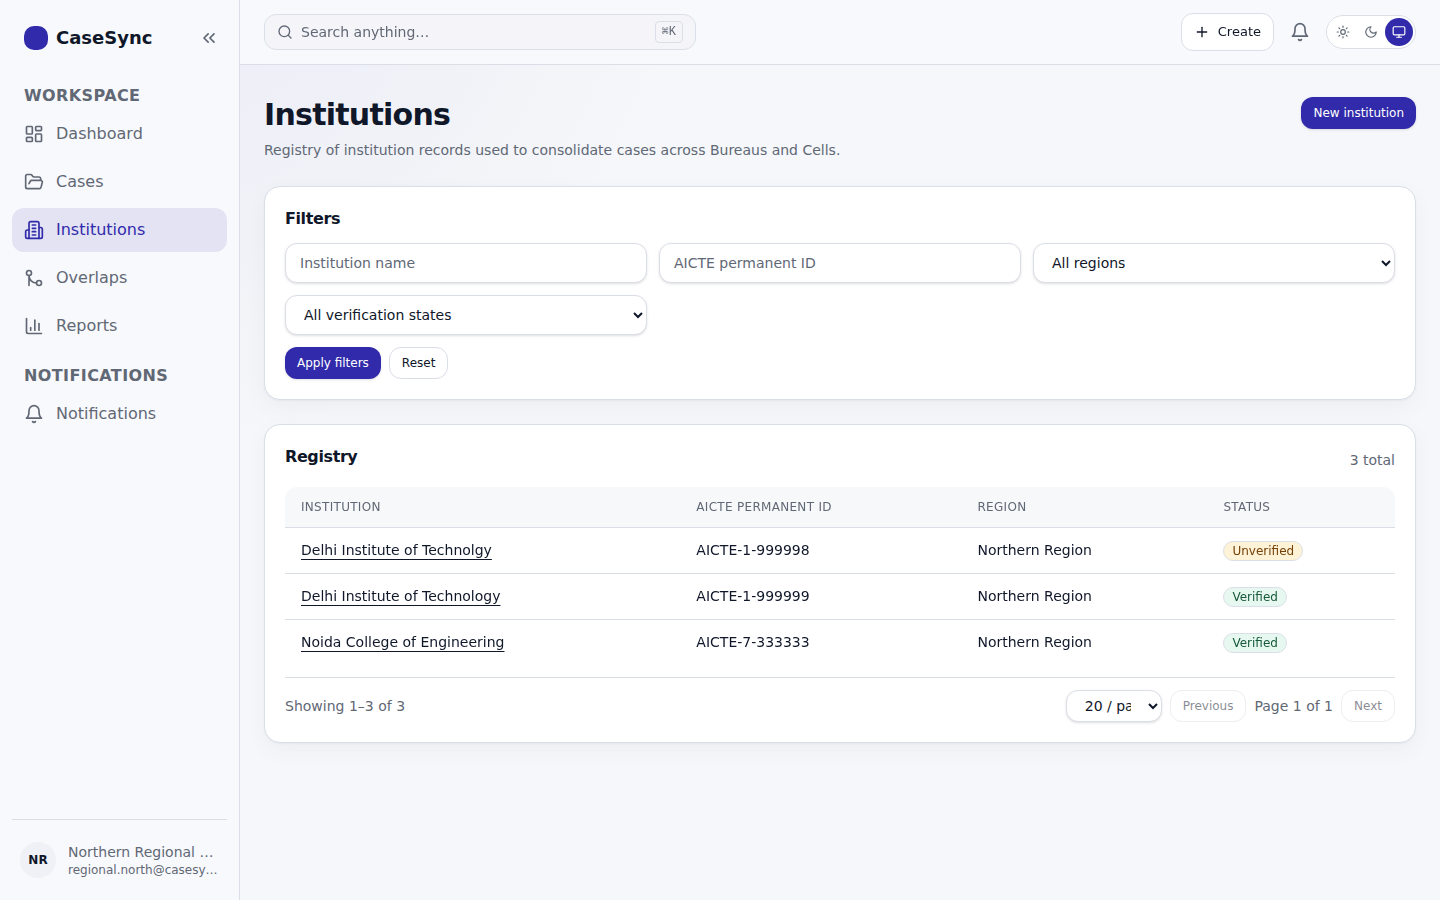 CaseSync
WORKSPACE
Dashboard
Cases
Institutions
Overlaps
Reports
NOTIFICATIONS
Notifications
NR
Northern Regional ...
regional.north@casesy...
Search anything...
⌘K
Create
Institutions
New institution
Registry of institution records used to consolidate cases across Bureaus and Cells.
Filters
Institution name
AICTE permanent ID
All regions
All verification states
Apply filters
Reset
Registry
3 total
INSTITUTION AICTE PERMANENT ID REGION STATUS
Delhi Institute of Technolgy AICTE-1-999998 Northern Region Unverified
Delhi Institute of Technology AICTE-1-999999 Northern Region Verified
Noida College of Engineering AICTE-7-333333 Northern Region Verified
Showing 1–3 of 3
20 / pa
Previous
Page 1 of 1
Next